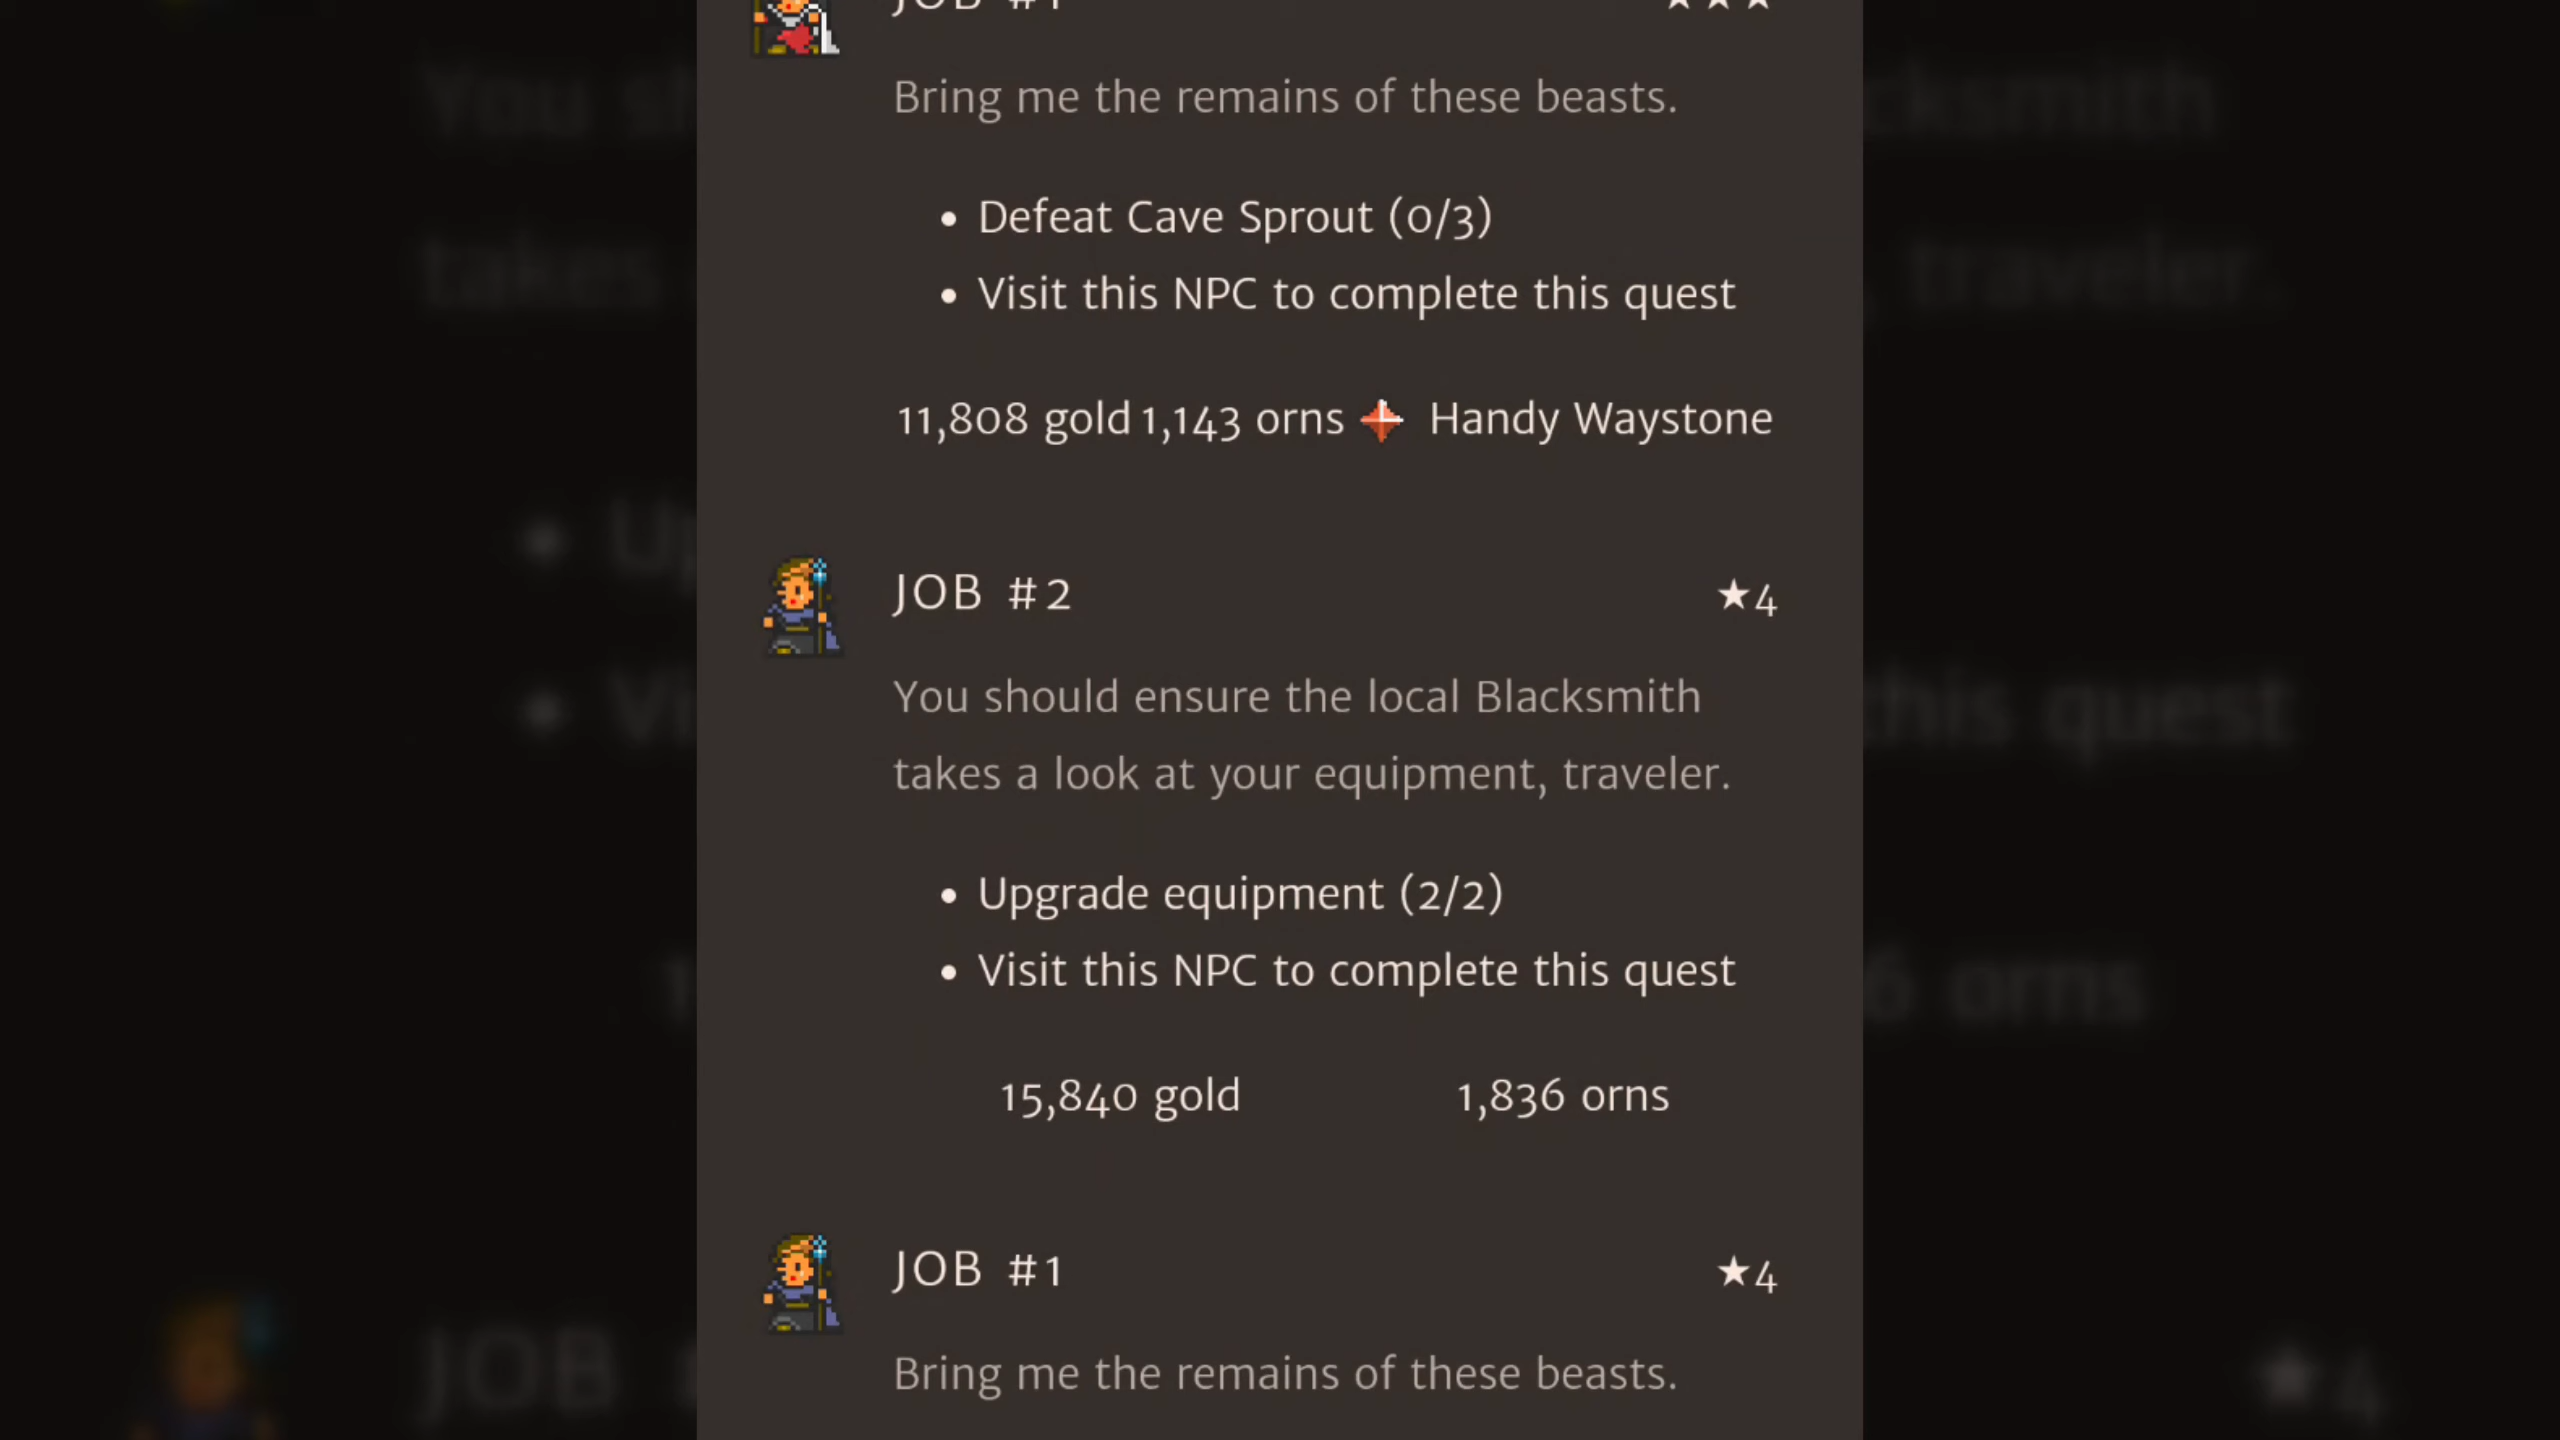 JOB #1 ★★★
Bring me the remains of these beasts.
• Defeat Cave Sprout (0/3)
• Visit this NPC to complete this quest
11,808 gold 1,143 orns Handy Waystone
JOB #2 ★4
You should ensure the local Blacksmith
takes a look at your equipment, traveler.
• Upgrade equipment (2/2)
• Visit this NPC to complete this quest
15,840 gold 1,836 orns
JOB #1 ★4
Bring me the remains of these beasts.